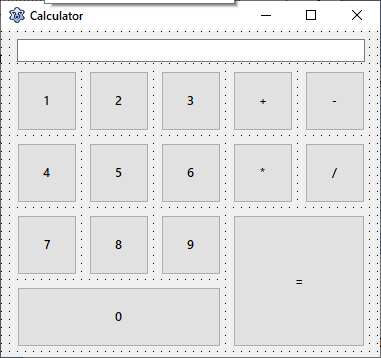 Calculator
1 2 3 + -
4 5 6 * /
7 8 9
=
0